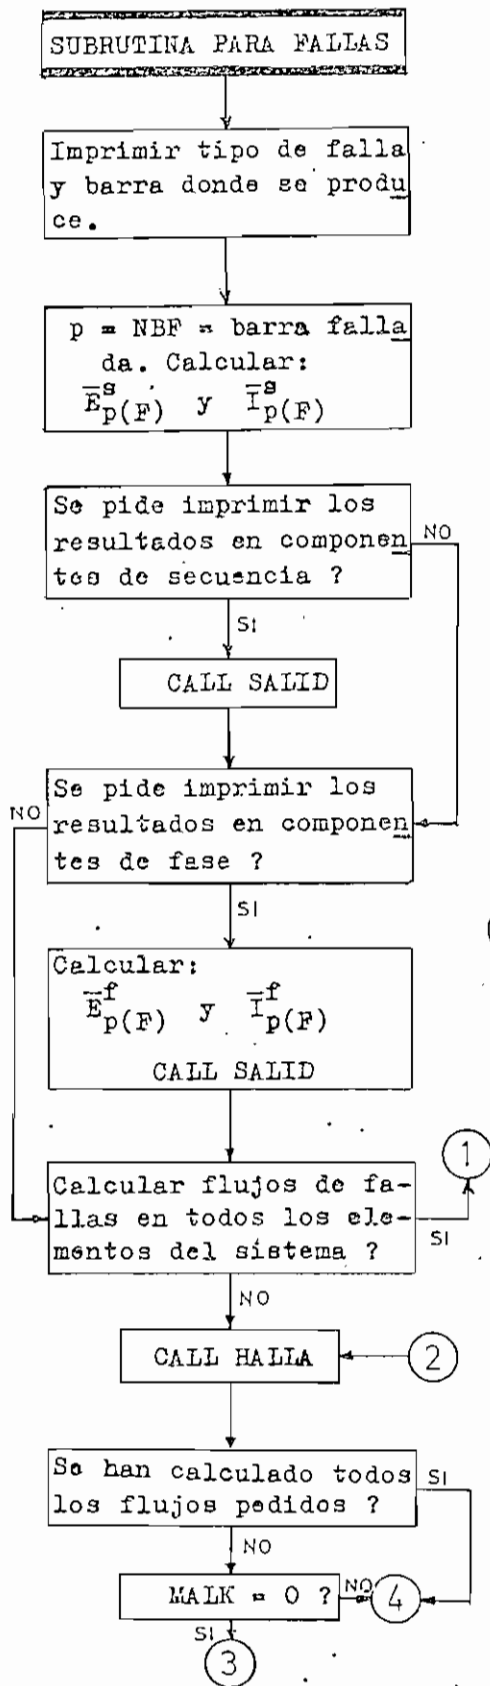 SUBRUTINA PARA FALLAS
Imprimir tipo de falla
y barra donde se produ
ce.
p = NBF = barra falla
da. Calcular:
E̅ˢp(F) y I̅ˢp(F)
Se pide imprimir los
resultados en componen
tes de secuencia ?
NO
SI
CALL SALID
Se pide imprimir los
resultados en componen
tes de fase ?
NO
SI
Calcular:
E̅ᶠp(F) y I̅ᶠp(F)
CALL SALID
1
Calcular flujos de fa-
llas en todos los ele-
mentos del sistema ?
SI
NO
CALL HALLA
2
Se han calculado todos
los flujos pedidos ?
SI
NO
MALK = 0 ?
NO
4
SI
3